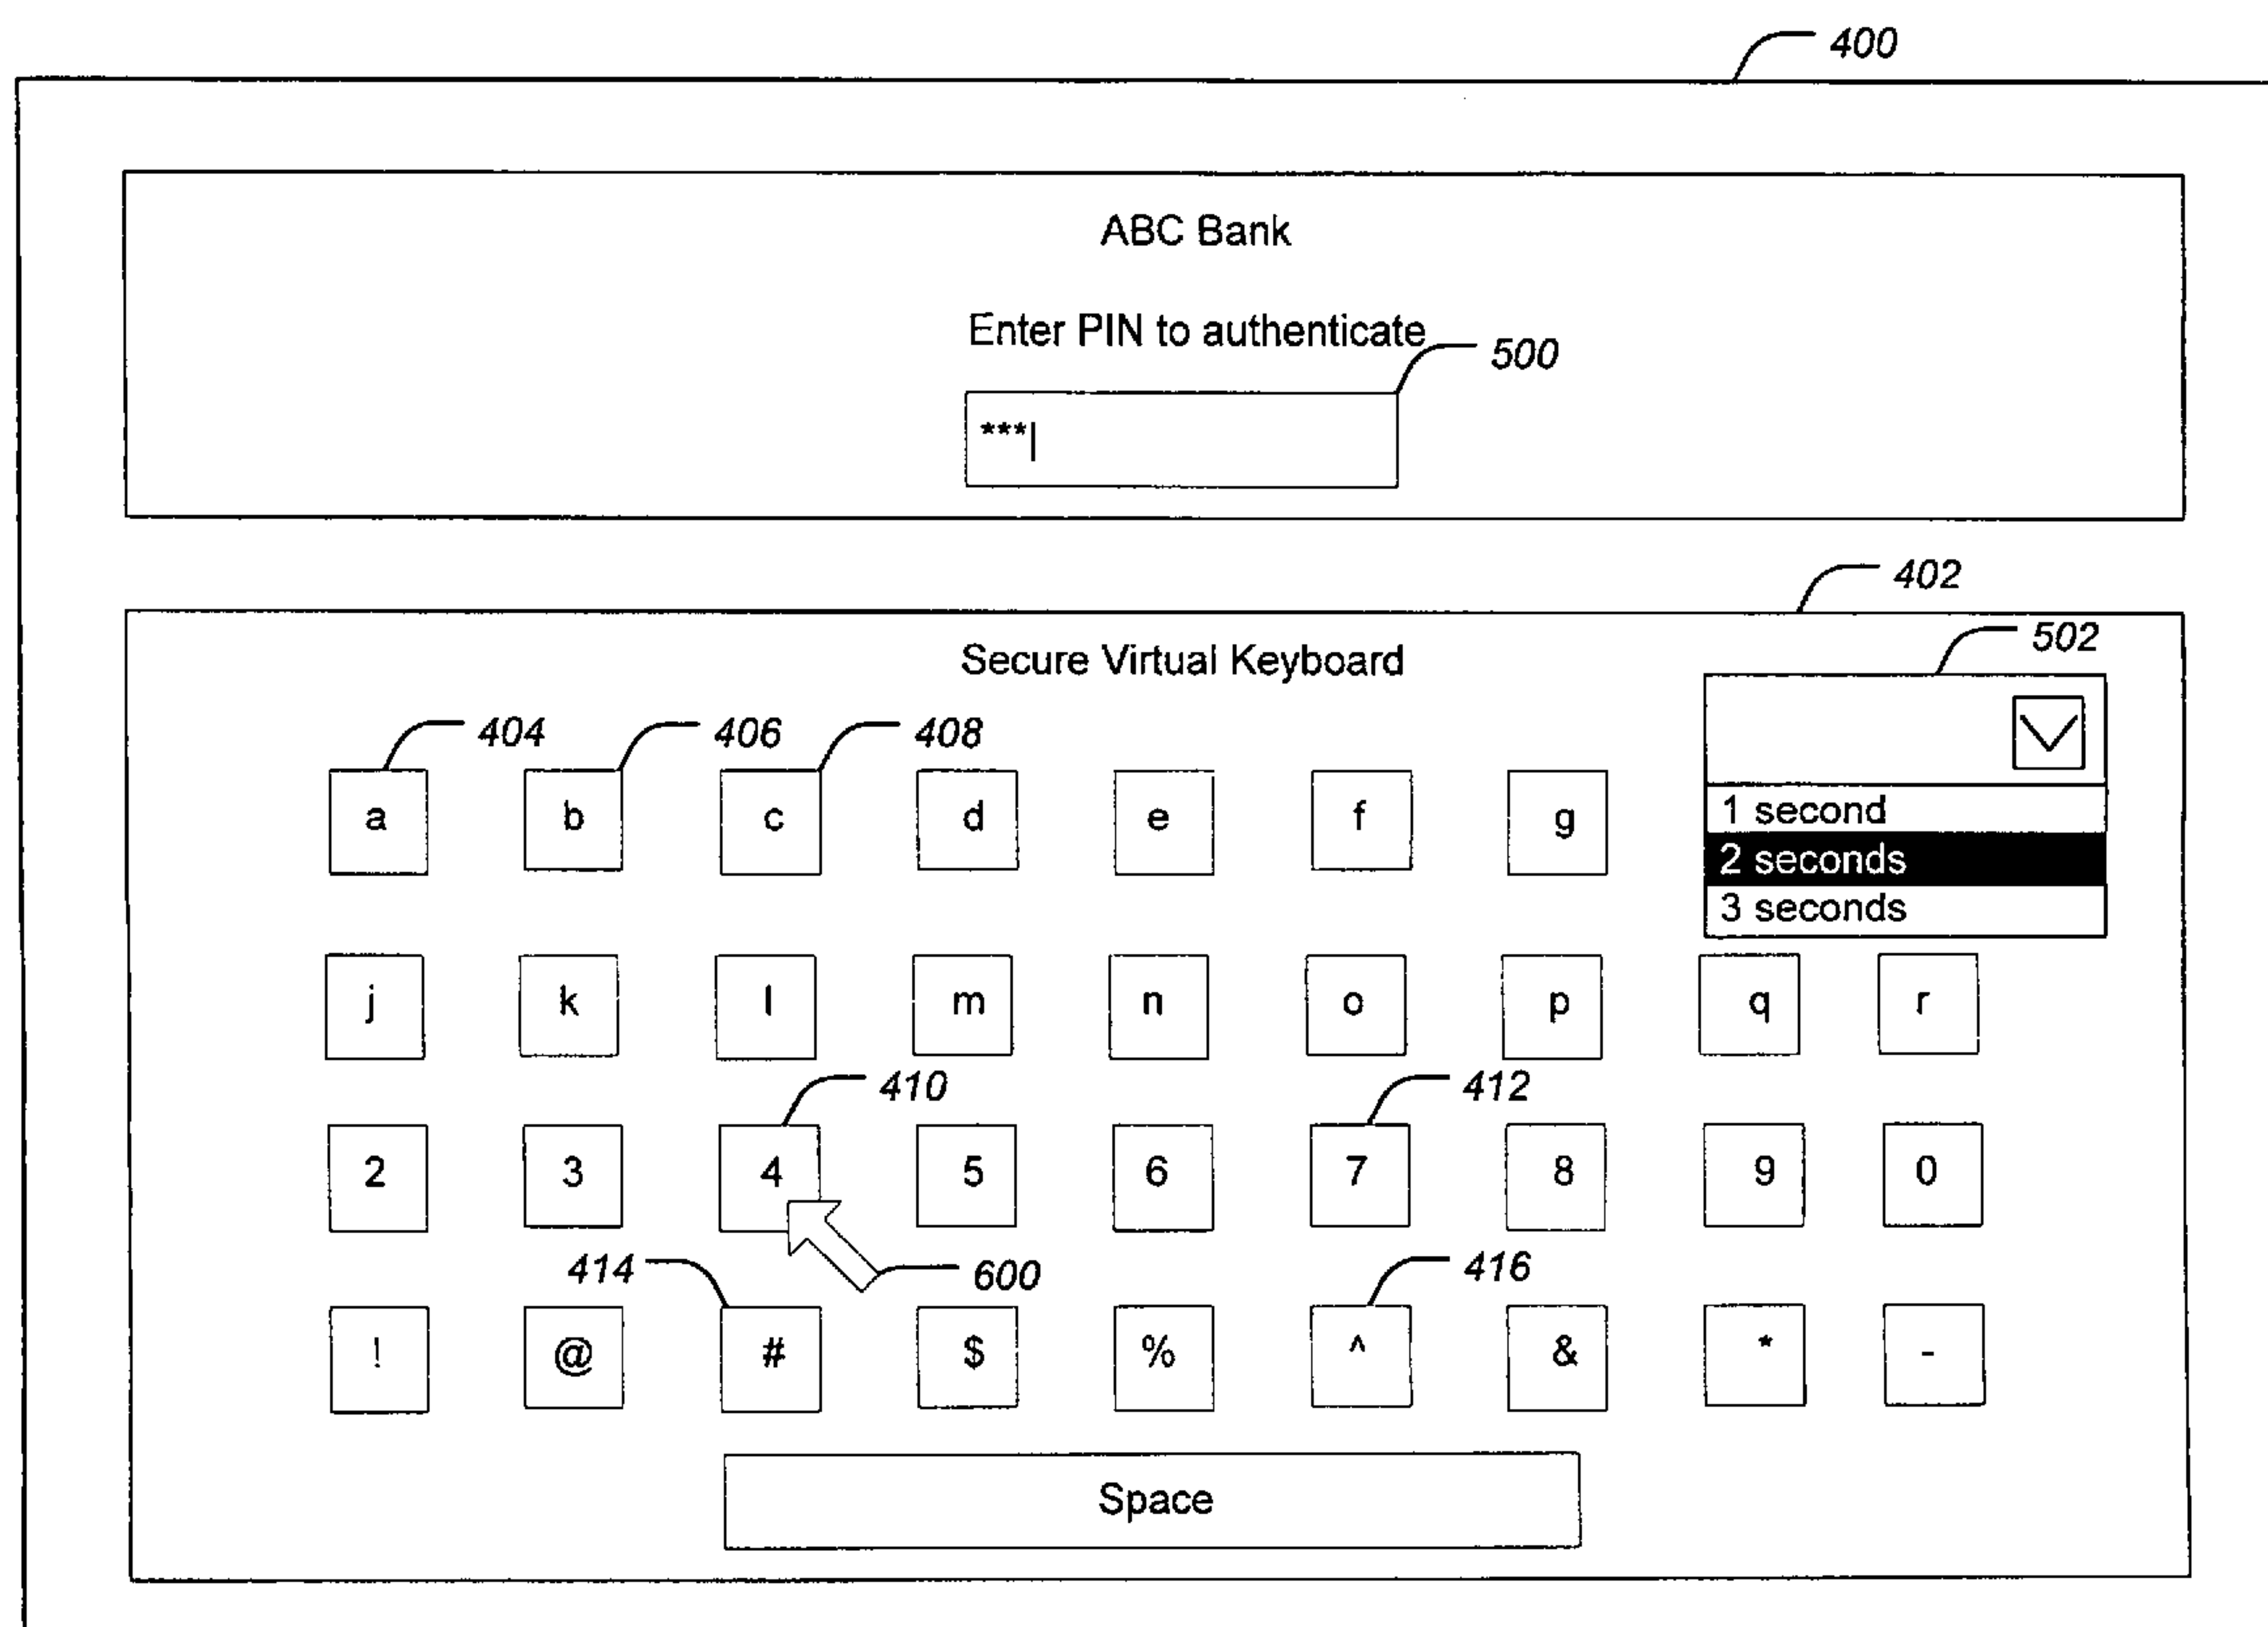 400
ABC Bank
Enter PIN to authenticate
500
***|
402
Secure Virtual Keyboard
502
404 406 408
a b c d e f g
1 second
2 seconds
3 seconds
j k l m n o p q r
410 412
2 3 4 5 6 7 8 9 0
414 600 416
! @ # $ % ^ & * -
Space